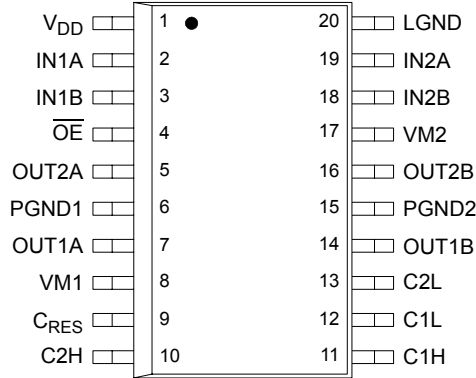 VDD 1 20 LGND
IN1A 2 19 IN2A
IN1B 3 18 IN2B
O̅E̅ 4 17 VM2
OUT2A 5 16 OUT2B
PGND1 6 15 PGND2
OUT1A 7 14 OUT1B
VM1 8 13 C2L
CRES 9 12 C1L
C2H 10 11 C1H